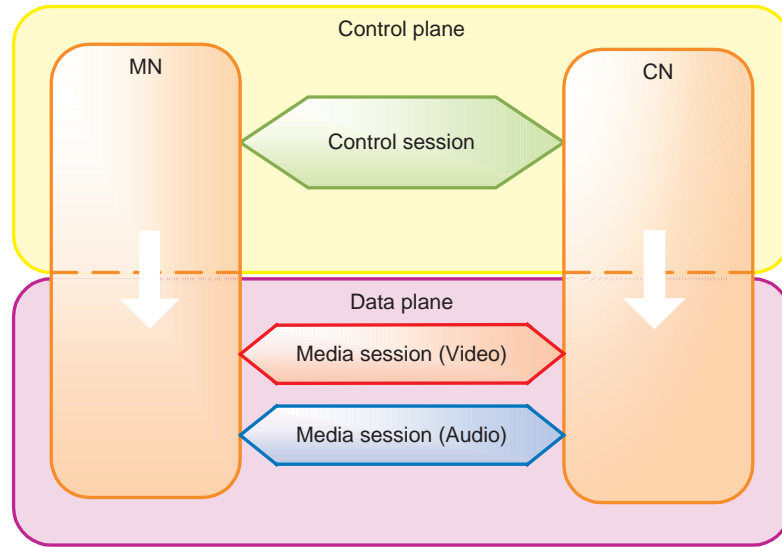 Control plane
MN
CN
Control session
Data plane
Media session (Video)
Media session (Audio)